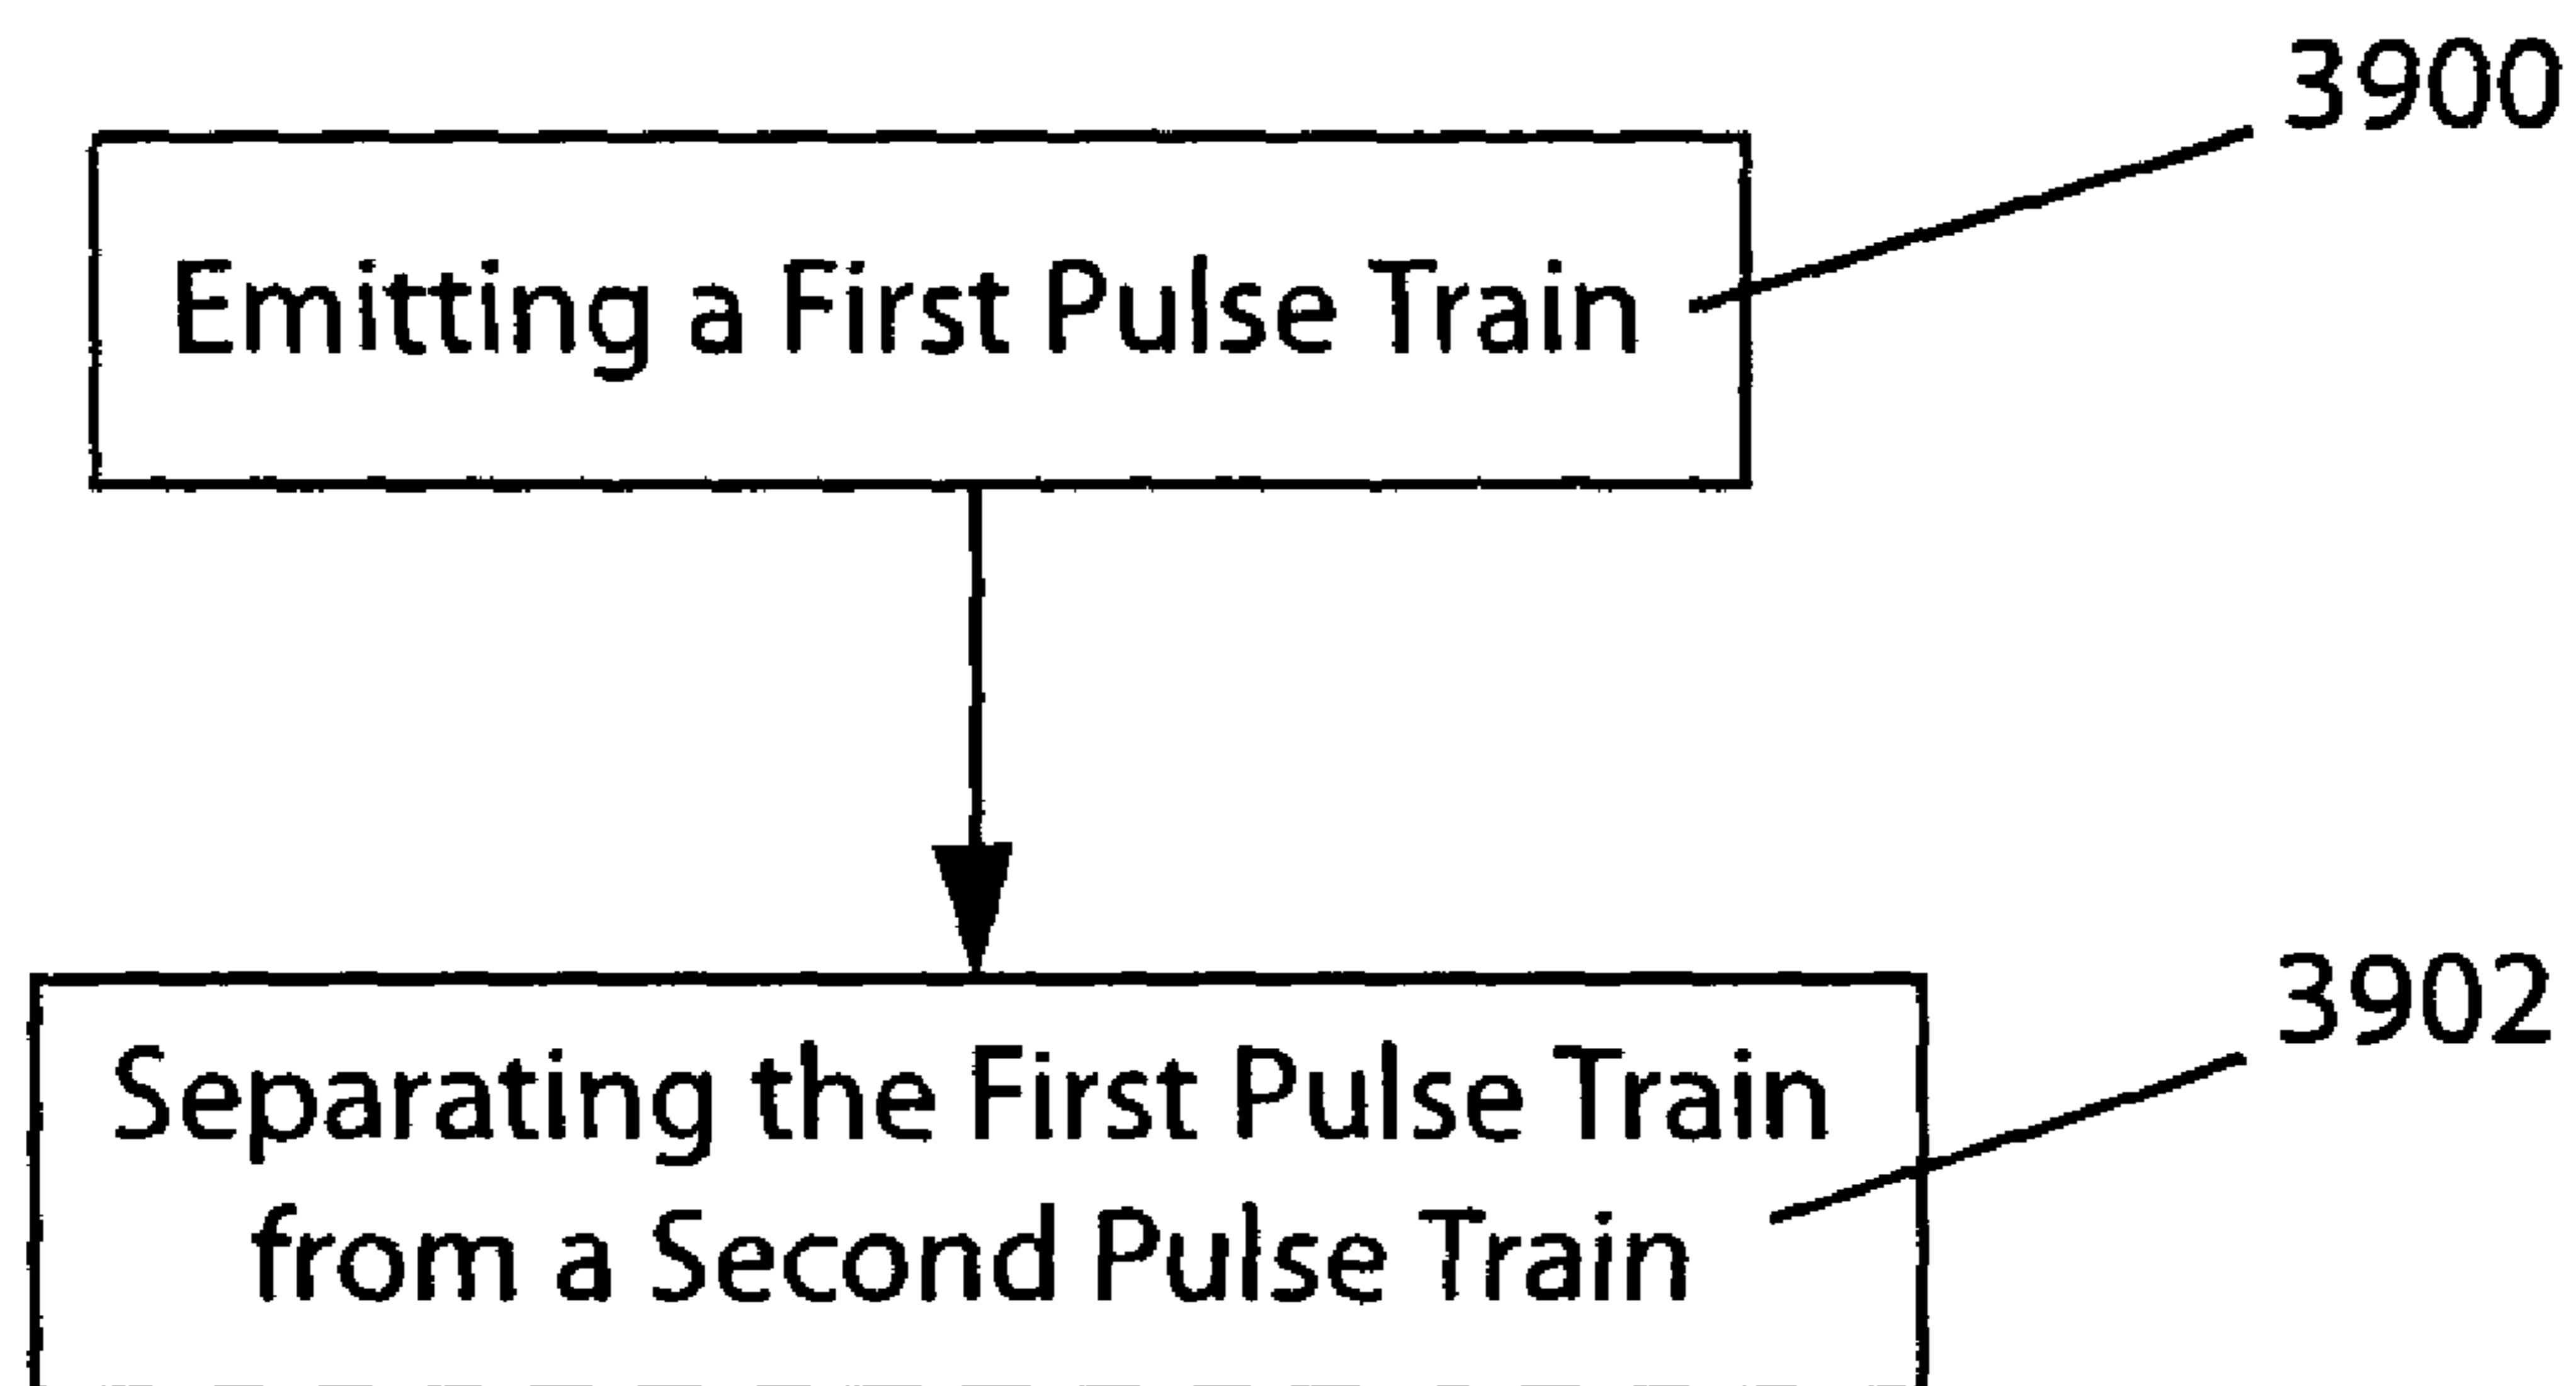 3900
Emitting a First Pulse Train
3902
Separating the First Pulse Train
from a Second Pulse Train